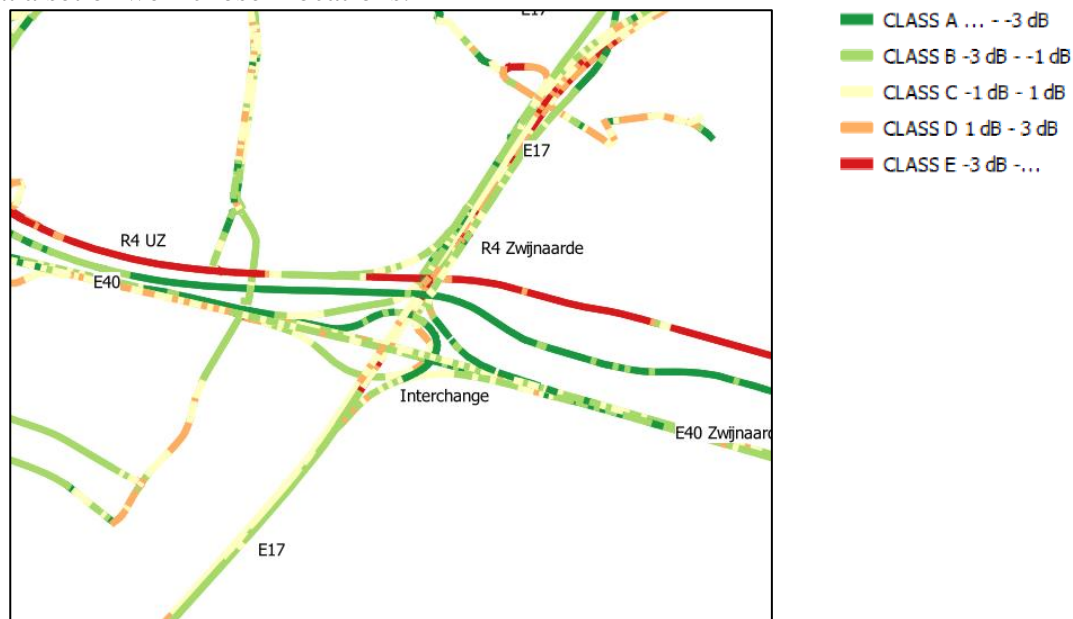 E17
R4 UZ
E40
E17
R4 Zwijnaarde
Interchange
E40 Zwijnaard
E17
CLASS A ... - -3 dB
CLASS B -3 dB - -1 dB
CLASS C -1 dB - 1 dB
CLASS D 1 dB - 3 dB
CLASS E -3 dB -...